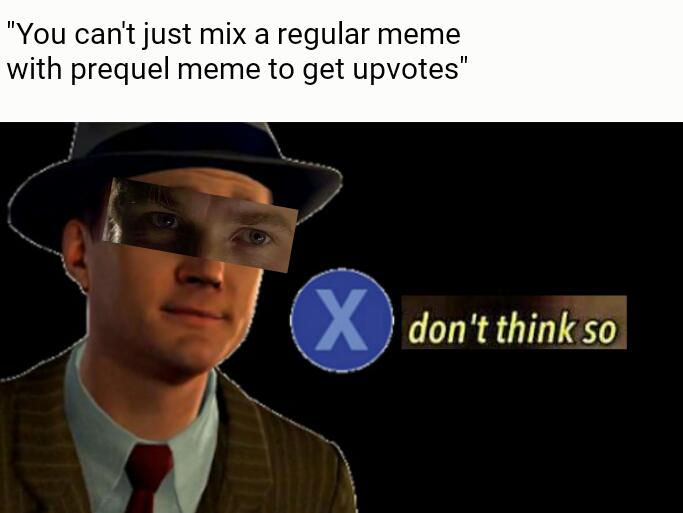 "You can't just mix a regular meme
with prequel meme to get upvotes"
X don't think so